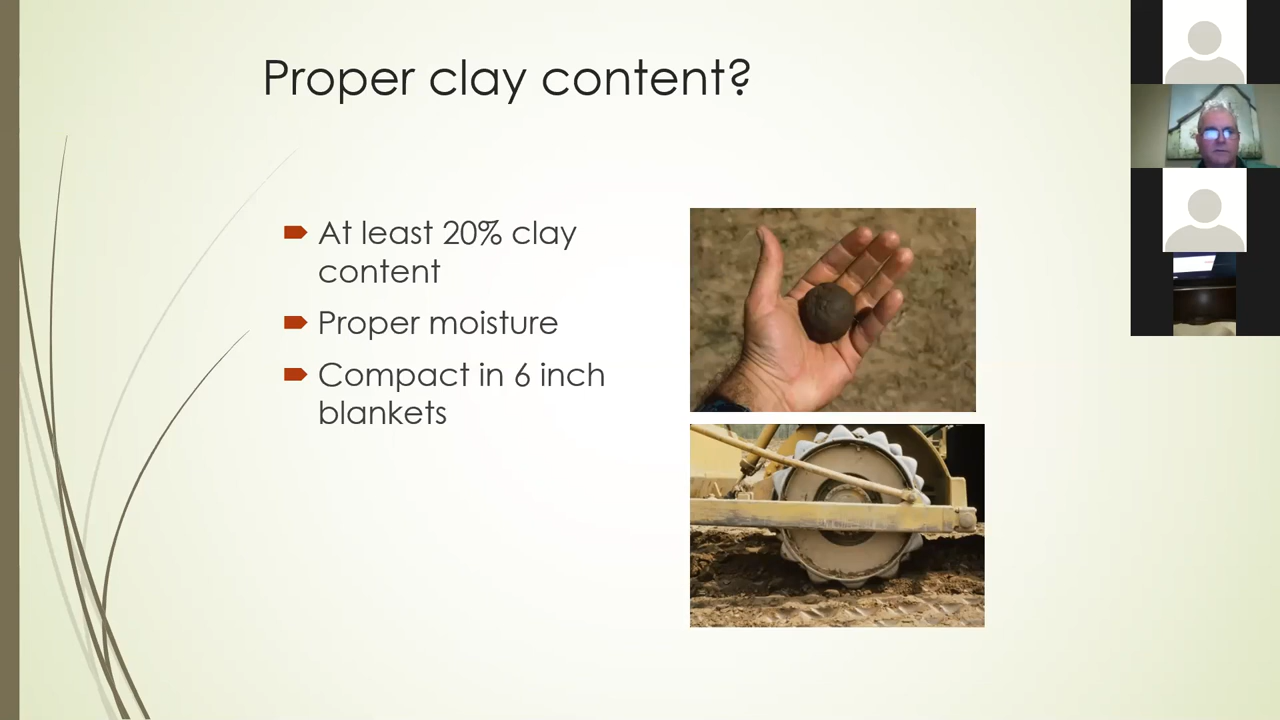 Proper clay content?
At least 20% clay
content
Proper moisture
Compact in 6 inch
blankets